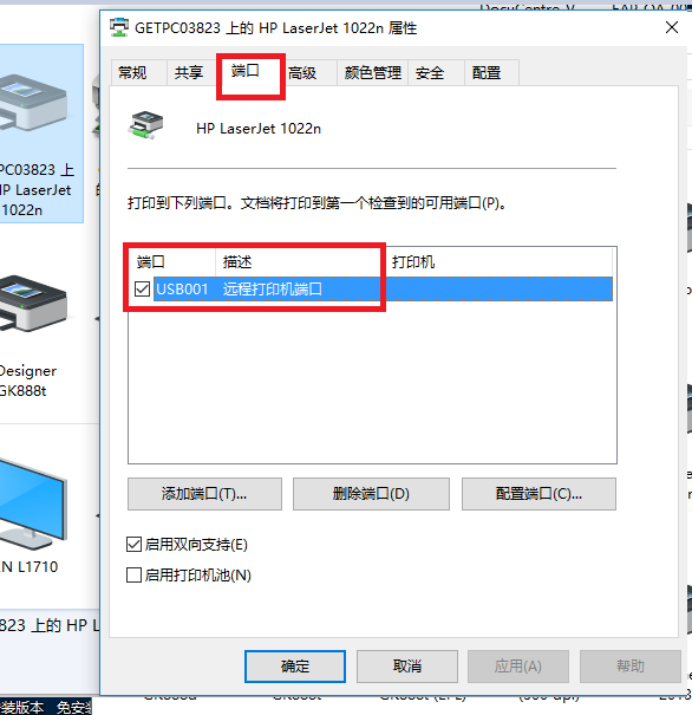 GETPC03823 上的 HP LaserJet 1022n 属性
常规 共享 端口 高级 颜色管理 安全 配置
HP LaserJet 1022n
打印到下列端口。文档将打印到第一个检查到的可用端口(P)。
端口 描述 打印机
USB001 远程打印机端口
添加端口(T)... 删除端口(D) 配置端口(C)...
启用双向支持(E)
启用打印机池(N)
确定 取消 应用(A) 帮助
PC03823 上
HP LaserJet
1022n
Designer
GK888t
N L1710
823 上的 HP L
装版本 免安装